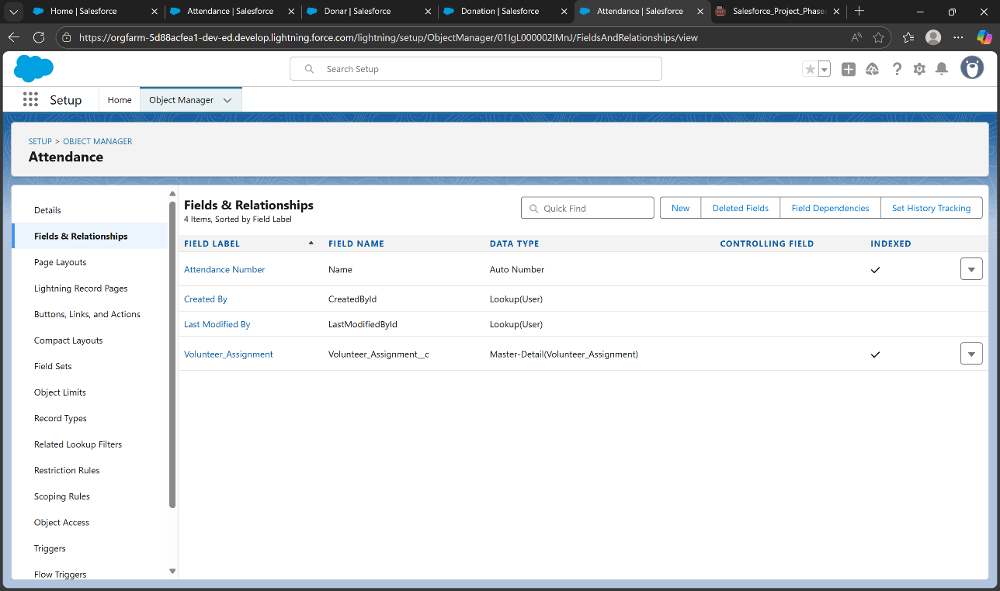 Home | Salesforce
Attendance | Salesforce
Donar | Salesforce
Donation | Salesforce
Attendance | Salesforce
Salesforce_Project_Phases
https://orgfarm-5d88acfea1-dev-ed.develop.lightning.force.com/lightning/setup/ObjectManager/01IgL000002IMnJ/FieldsAndRelationships/view
Search Setup
Setup
Home
Object Manager
SETUP > OBJECT MANAGER
Attendance
Details
Fields & Relationships
Page Layouts
Lightning Record Pages
Buttons, Links, and Actions
Compact Layouts
Field Sets
Object Limits
Record Types
Related Lookup Filters
Restriction Rules
Scoping Rules
Object Access
Triggers
Flow Triggers
Fields & Relationships
4 Items, Sorted by Field Label
Quick Find
New
Deleted Fields
Field Dependencies
Set History Tracking
FIELD LABEL FIELD NAME DATA TYPE CONTROLLING FIELD INDEXED
Attendance Number Name Auto Number
Created By CreatedById Lookup(User)
Last Modified By LastModifiedById Lookup(User)
Volunteer_Assignment Volunteer_Assignment__c Master-Detail(Volunteer_Assignment)